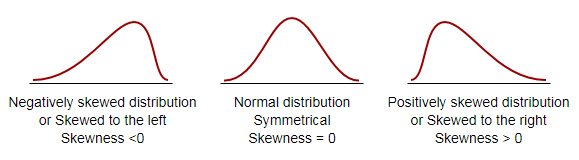 Negatively skewed distribution
or Skewed to the left
Skewness <0
Normal distribution
Symmetrical
Skewness = 0
Positively skewed distribution
or Skewed to the right
Skewness > 0